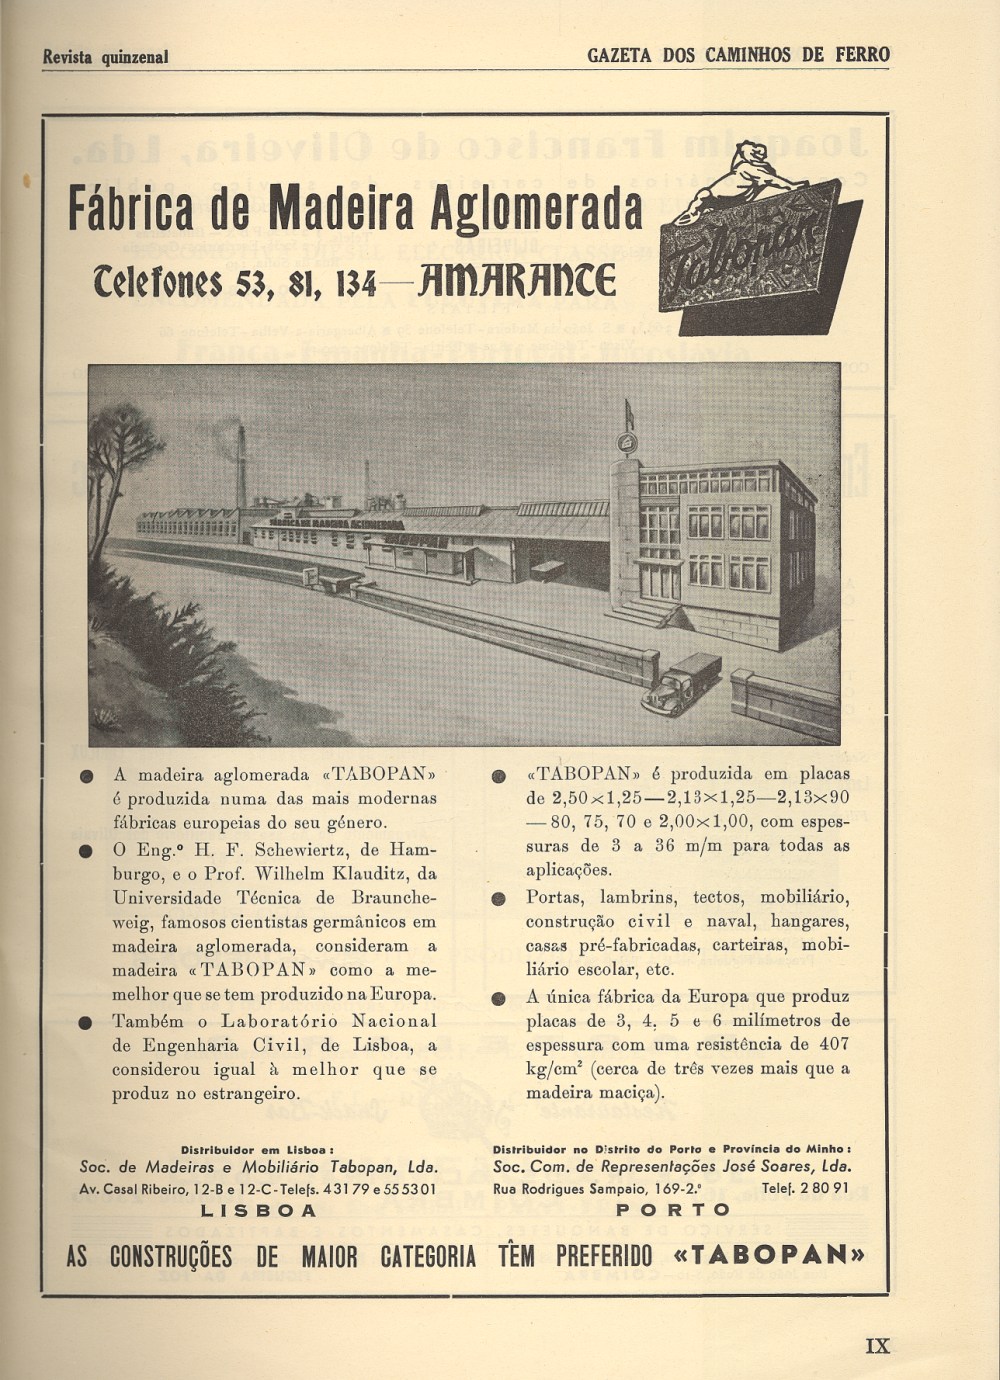 Revista quinzenal
GAZETA DOS CAMINHOS DE FERRO
Fábrica de Madeira Aglomerada
Telefones 53, 81, 134—AMARANTE
Tabopan
FÁBRICA DE MADEIRA AGLOMERADA
TABOPAN
● A madeira aglomerada «TABOPAN»
é produzida numa das mais modernas
fábricas europeias do seu género.
● O Eng.º H. F. Schewiertz, de Ham-
burgo, e o Prof. Wilhelm Klauditz, da
Universidade Técnica de Braunche-
weig, famosos cientistas germânicos em
madeira aglomerada, consideram a
madeira «TABOPAN» como a me-
melhor que se tem produzido na Europa.
● Também o Laboratório Nacional
de Engenharia Civil, de Lisboa, a
considerou igual à melhor que se
produz no estrangeiro.
● «TABOPAN» é produzida em placas
de 2,50×1,25—2,13×1,25—2,13×90
—80, 75, 70 e 2,00×1,00, com espes-
suras de 3 a 36 m/m para todas as
aplicações.
● Portas, lambrins, tectos, mobiliário,
construção civil e naval, hangares,
casas pré-fabricadas, carteiras, mobi-
liário escolar, etc.
● A única fábrica da Europa que produz
placas de 3, 4, 5 e 6 milímetros de
espessura com uma resistência de 407
kg/cm² (cerca de três vezes mais que a
madeira maciça).
Distribuidor em Lisboa :
Soc. de Madeiras e Mobiliário Tabopan, Lda.
Av. Casal Ribeiro, 12-B e 12-C - Telefs. 43179 e 555301
LISBOA
Distribuidor no Distrito do Porto e Província do Minho :
Soc. Com. de Representações José Soares, Lda.
Rua Rodrigues Sampaio, 169-2.º Telef. 2 80 91
PORTO
AS CONSTRUÇÕES DE MAIOR CATEGORIA TÊM PREFERIDO «TABOPAN»
IX